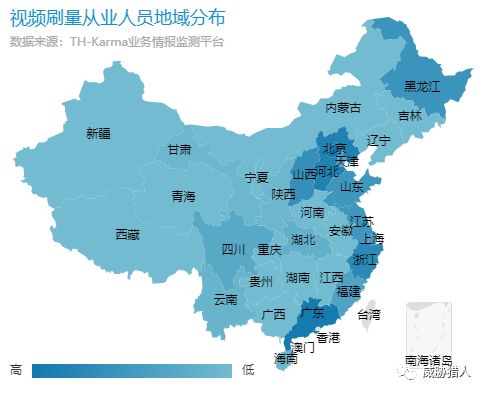 视频刷量从业人员地域分布
数据来源：TH-Karma业务情报监测平台
黑龙江
内蒙古
吉林
新疆
辽宁
甘肃
北京
天津
宁夏
山西
河北
山东
青海
陕西
河南
江苏
西藏
安徽
上海
四川
重庆
湖北
浙江
贵州
湖南
江西
福建
云南
广西
广东
台湾
香港
澳门
海南
南海诸岛
高
低
威胁猎人